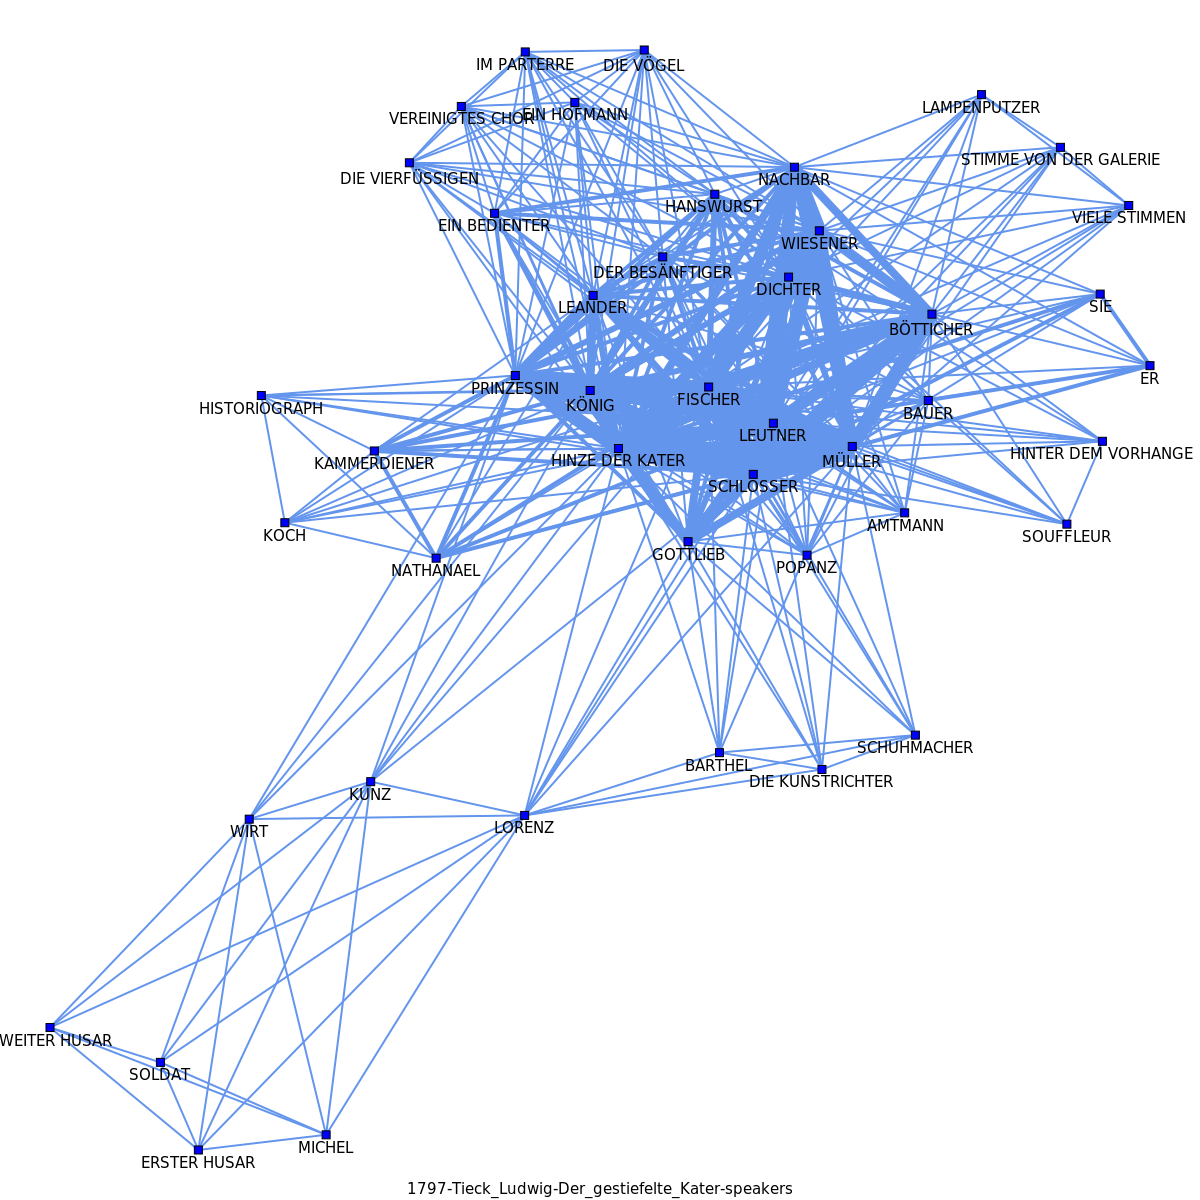 IM PARTERRE
DIE VÖGEL
LAMPENPUTZER
VEREINIGTES CHOR
EIN HOFMANN
STIMME VON DER GALERIE
DIE VIERFÜSSIGEN
NACHBAR
HANSWURST
VIELE STIMMEN
EIN BEDIENTER
WIESENER
DER BESÄNFTIGER
DICHTER
LEANDER
SIE
BÖTTICHER
ER
PRINZESSIN
HISTORIOGRAPH
KÖNIG
FISCHER
BAUER
LEUTNER
HINTER DEM VORHANGE
KAMMERDIENER
HINZE DER KATER
MÜLLER
SCHLOSSER
AMTMANN
KOCH
SOUFFLEUR
GOTTLIEB
NATHANAEL
POPANZ
SCHUHMACHER
BARTHEL
DIE KUNSTRICHTER
KUNZ
WIRT
LORENZ
WEITER HUSAR
SOLDAT
MICHEL
ERSTER HUSAR
1797-Tieck_Ludwig-Der_gestiefelte_Kater-speakers